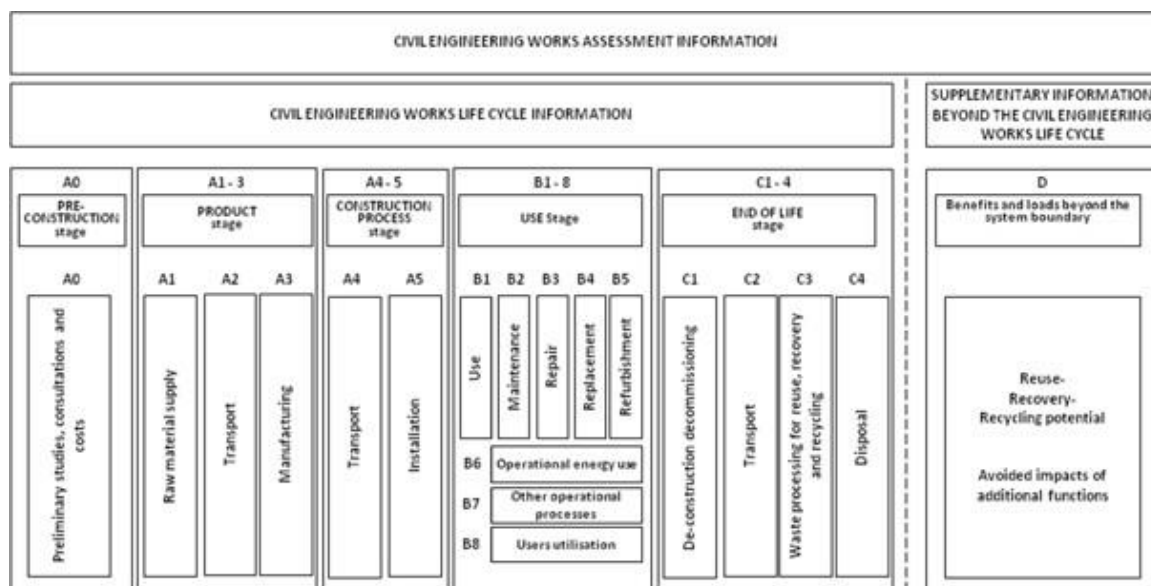 CIVIL ENGINEERING WORKS ASSESSMENT INFORMATION
CIVIL ENGINEERING WORKS LIFE CYCLE INFORMATION
SUPPLEMENTARY INFORMATION
BEYOND THE CIVIL ENGINEERING
WORKS LIFE CYCLE
A0
PRE-
CONSTRUCTION
stage
A1 - 3
PRODUCT
stage
A4 - 5
CONSTRUCTION
PROCESS
stage
B1 - 8
USE Stage
C1 - 4
END OF LIFE
stage
D
Benefits and loads beyond the
system boundary
A0
Preliminary studies, consultations and
costs
A1
Raw material supply
A2
Transport
A3
Manufacturing
A4
Transport
A5
Installation
B1
Use
B2
Maintenance
B3
Repair
B4
Replacement
B5
Refurbishment
B6
Operational energy use
B7
Other operational
processes
B8
Users utilisation
C1
De-construction decommissioning
C2
Transport
C3
Waste processing for reuse, recovery
and recycling
C4
Disposal
Reuse-
Recovery-
Recycling potential
Avoided impacts of
additional functions